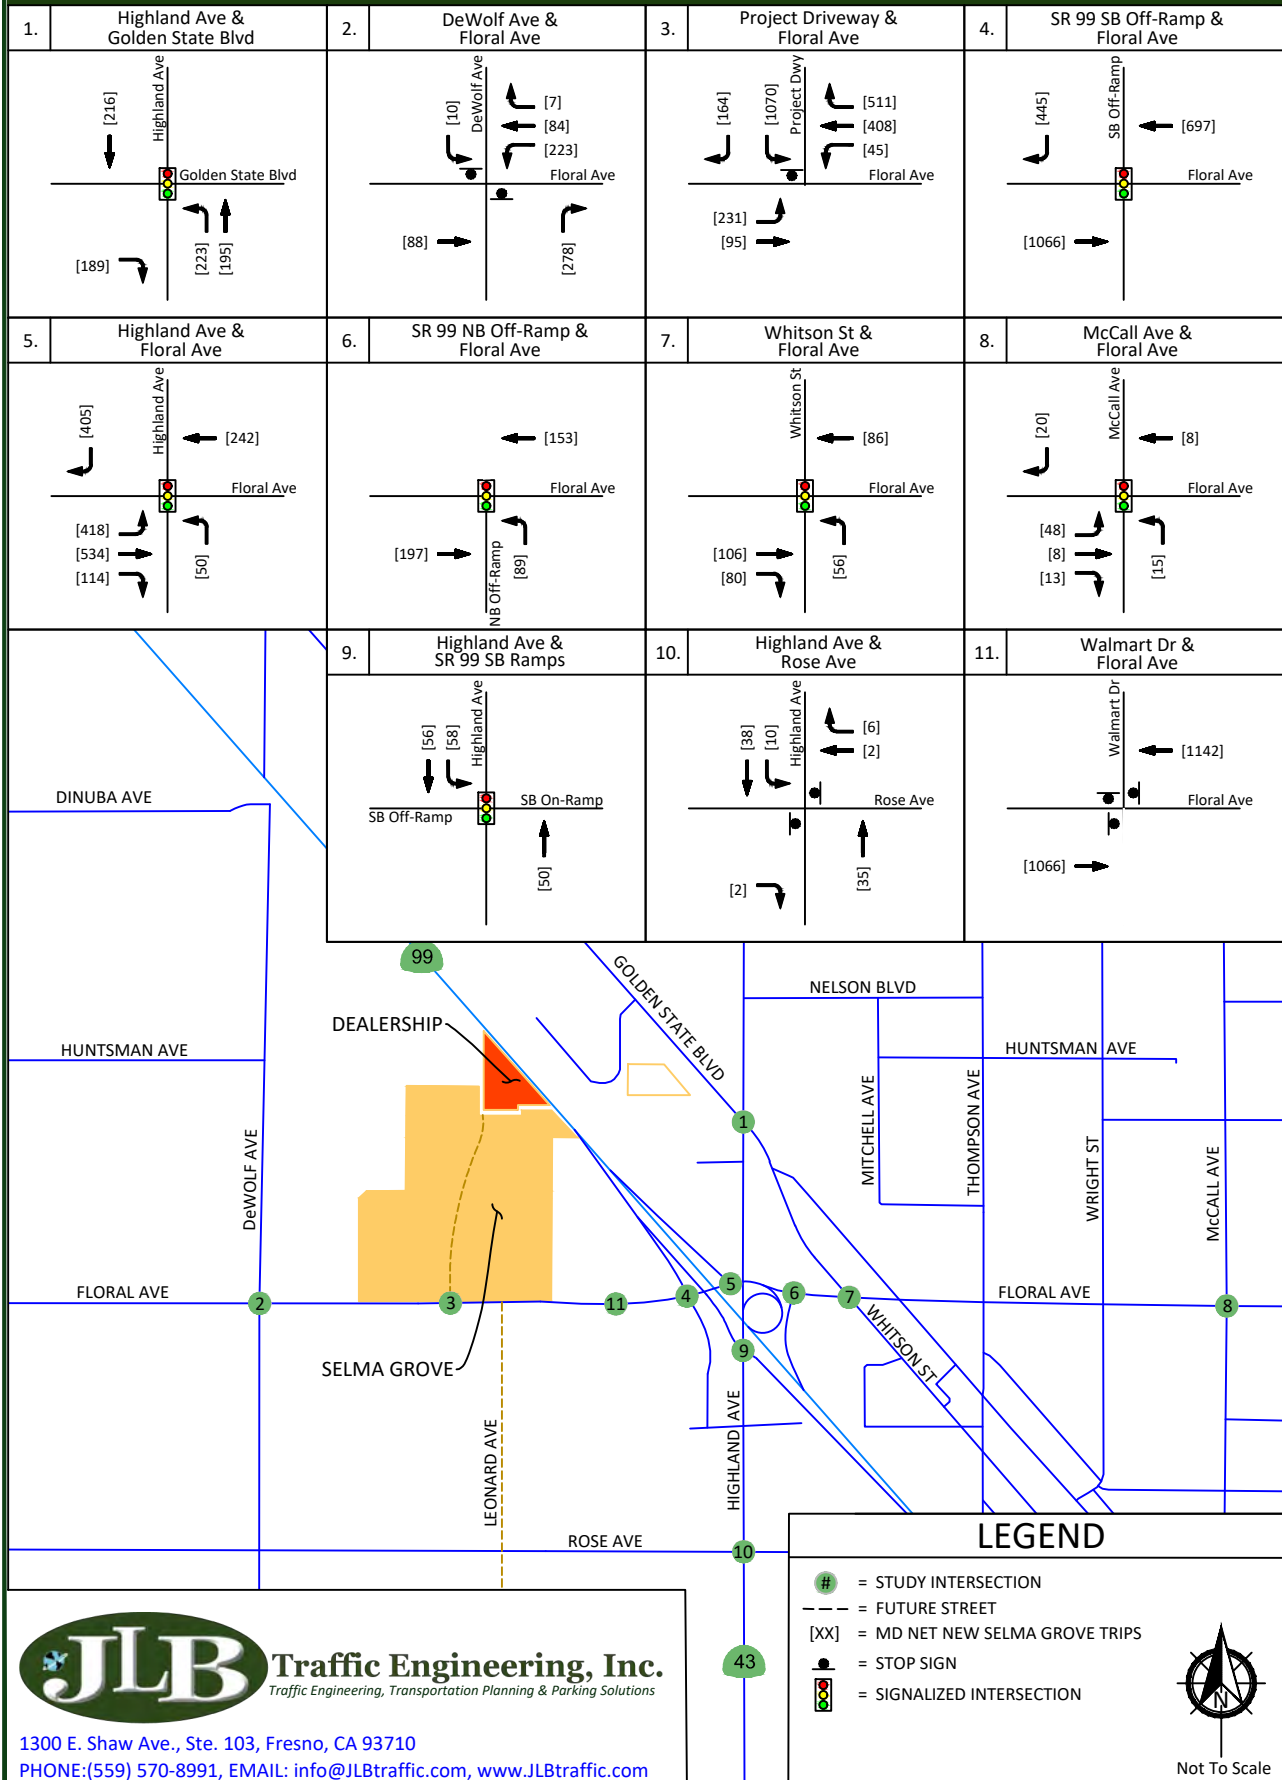 1.
Highland Ave &
Golden State Blvd
[216]
Highland Ave
Golden State Blvd
[189]
[223]
[195]
2.
DeWolf Ave &
Floral Ave
[10]
DeWolf Ave
[7]
[84]
[223]
Floral Ave
[88]
[278]
3.
Project Driveway &
Floral Ave
[164]
[1070]
Project Dwy
[511]
[408]
[45]
Floral Ave
[231]
[95]
4.
SR 99 SB Off-Ramp &
Floral Ave
[445]
SB Off-Ramp
[697]
Floral Ave
[1066]
5.
Highland Ave &
Floral Ave
[405]
Highland Ave
[242]
Floral Ave
[418]
[534]
[114]
[50]
6.
SR 99 NB Off-Ramp &
Floral Ave
[153]
Floral Ave
[197]
NB Off-Ramp
[89]
7.
Whitson St &
Floral Ave
Whitson St
[86]
Floral Ave
[106]
[80]
[56]
8.
McCall Ave &
Floral Ave
[20]
McCall Ave
[8]
Floral Ave
[48]
[8]
[13]
[15]
9.
Highland Ave &
SR 99 SB Ramps
[56]
[58]
Highland Ave
SB On-Ramp
SB Off-Ramp
[50]
10.
Highland Ave &
Rose Ave
[38]
[10]
Highland Ave
[6]
[2]
Rose Ave
[2]
[35]
11.
Walmart Dr &
Floral Ave
Walmart Dr
[1142]
Floral Ave
[1066]
DINUBA AVE
99
GOLDEN STATE BLVD
NELSON BLVD
DEALERSHIP
HUNTSMAN AVE
HUNTSMAN AVE
MITCHELL AVE
THOMPSON AVE
WRIGHT ST
McCALL AVE
DeWOLF AVE
1
FLORAL AVE
2
3
11
4
5
6
7
FLORAL AVE
8
9
WHITSON ST
SELMA GROVE
LEONARD AVE
HIGHLAND AVE
ROSE AVE
10
43
LEGEND
# = STUDY INTERSECTION
= FUTURE STREET
[XX] = MD NET NEW SELMA GROVE TRIPS
= STOP SIGN
= SIGNALIZED INTERSECTION
N
Not To Scale
JLB
Traffic Engineering, Inc.
Traffic Engineering, Transportation Planning & Parking Solutions
1300 E. Shaw Ave., Ste. 103, Fresno, CA 93710
PHONE:(559) 570-8991, EMAIL: info@JLBtraffic.com, www.JLBtraffic.com